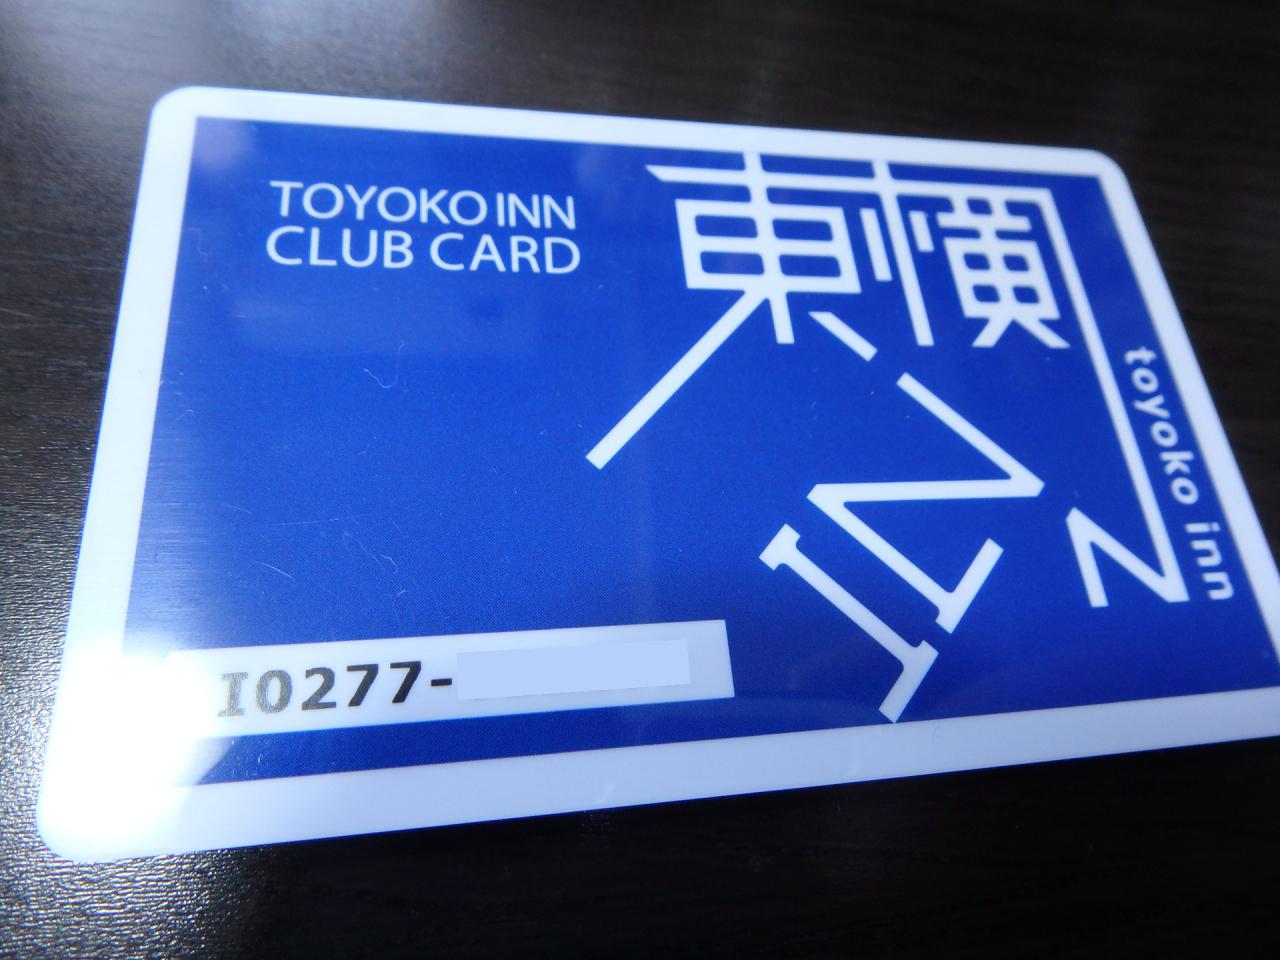 TOYOKO INN
CLUB CARD
東横
INN
toyoko inn
I0277-